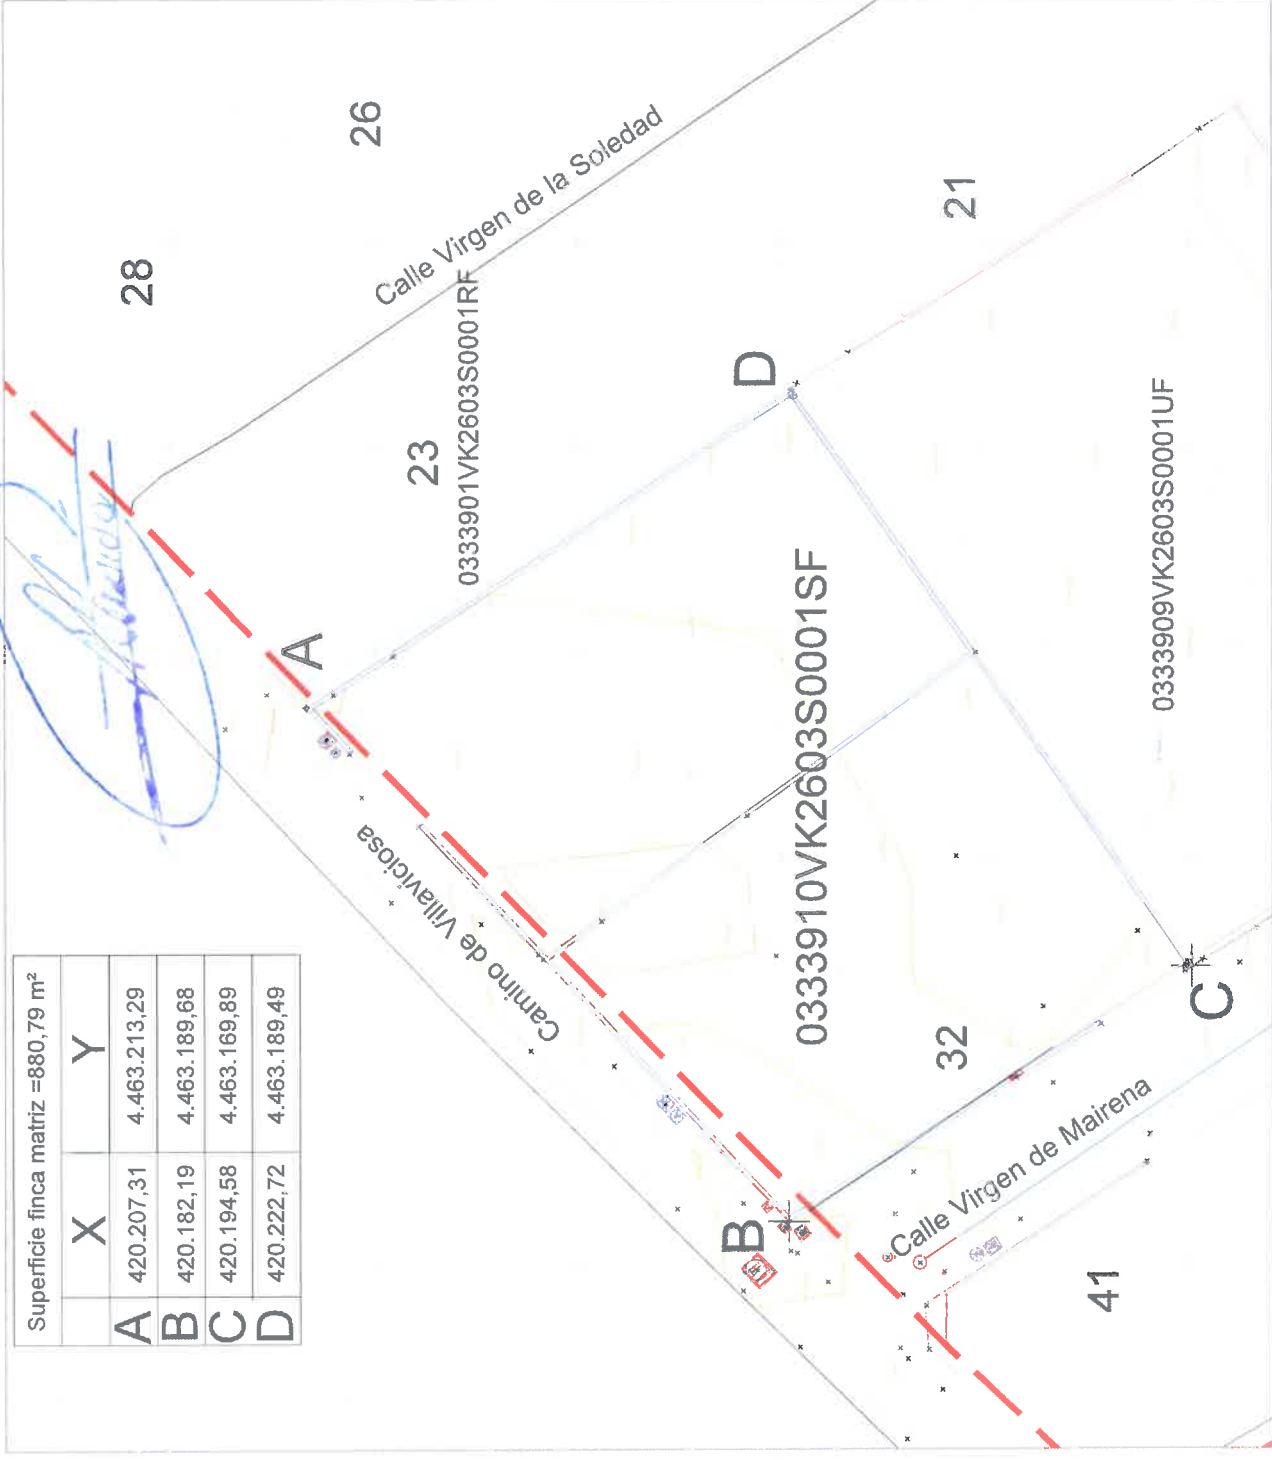 Superficie finca matriz =880,79 m²
X Y
A 420.207,31 4.463.213,29
B 420.182,19 4.463.189,68
C 420.194,58 4.463.169,89
D 420.222,72 4.463.189,49
28
26
Calle Virgen de la Soledad
23
0333901VK2603S0001RF
21
A
D
Camino de Villaviciosa
0333910VK2603S0001SF
0333909VK2603S0001UF
32
B
C
Calle Virgen de Mairena
41